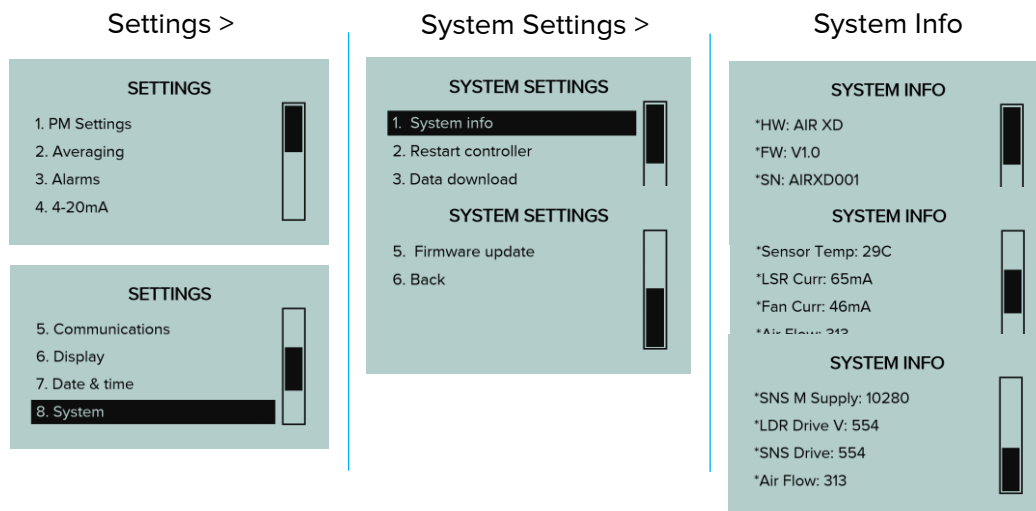 Settings >
SETTINGS
1. PM Settings
2. Averaging
3. Alarms
4. 4-20mA
SETTINGS
5. Communications
6. Display
7. Date & time
8. System
System Settings >
SYSTEM SETTINGS
1. System info
2. Restart controller
3. Data download
SYSTEM SETTINGS
5. Firmware update
6. Back
System Info
SYSTEM INFO
*HW: AIR XD
*FW: V1.0
*SN: AIRXD001
SYSTEM INFO
*Sensor Temp: 29C
*LSR Curr: 65mA
*Fan Curr: 46mA
*Air Flow: 313
SYSTEM INFO
*SNS M Supply: 10280
*LDR Drive V: 554
*SNS Drive: 554
*Air Flow: 313